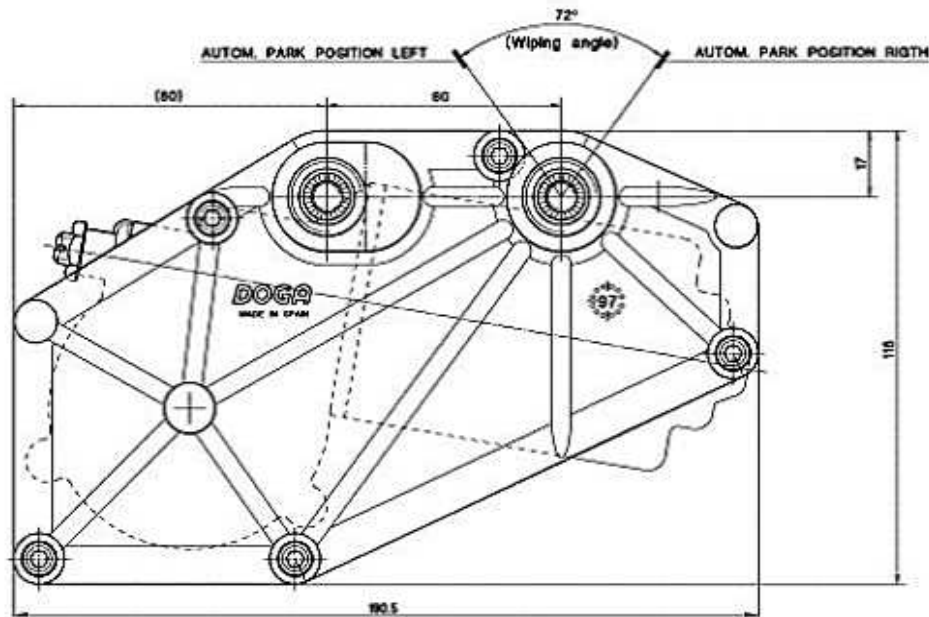 72°
(Wiping angle)
AUTOM. PARK POSITION LEFT
AUTOM. PARK POSITION RIGTH
(80)
60
17
DOGA
MADE IN SPAIN
97
116
190.5